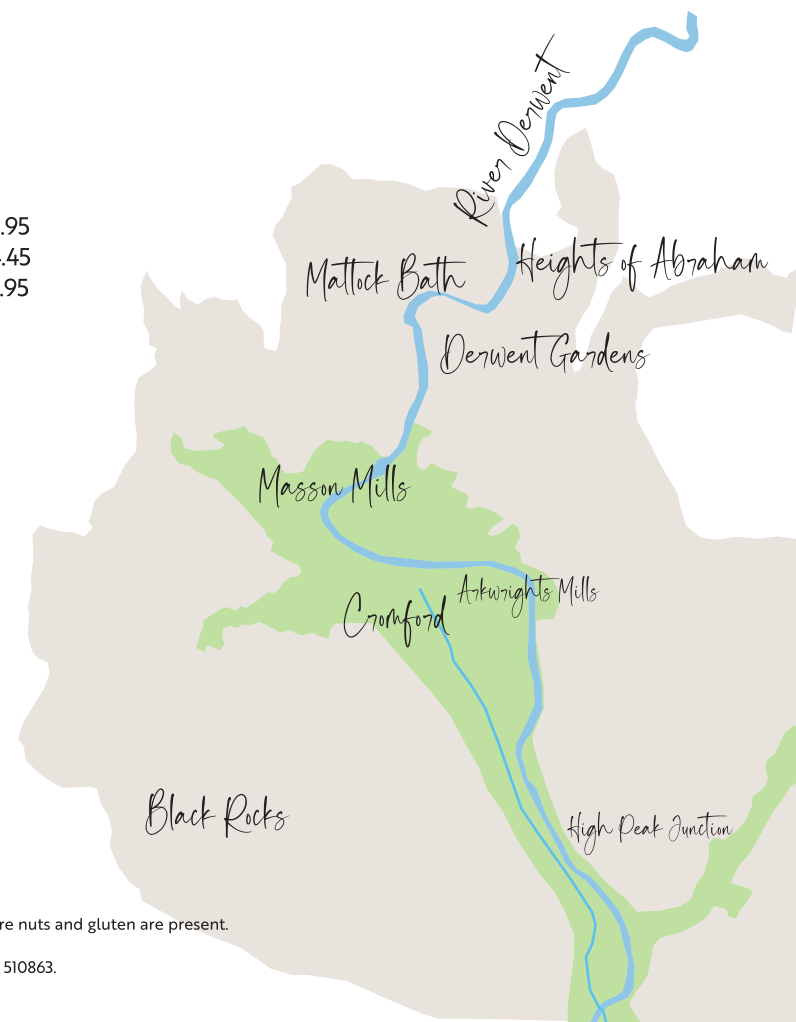 River Derwent
.95
.45
.95
Heights of Abraham
Mattock Bath
Derwent Gardens
Masson Mills
Arkwrights Mills
Cromford
Black Rocks
High Peak Junction
re nuts and gluten are present.
510863.